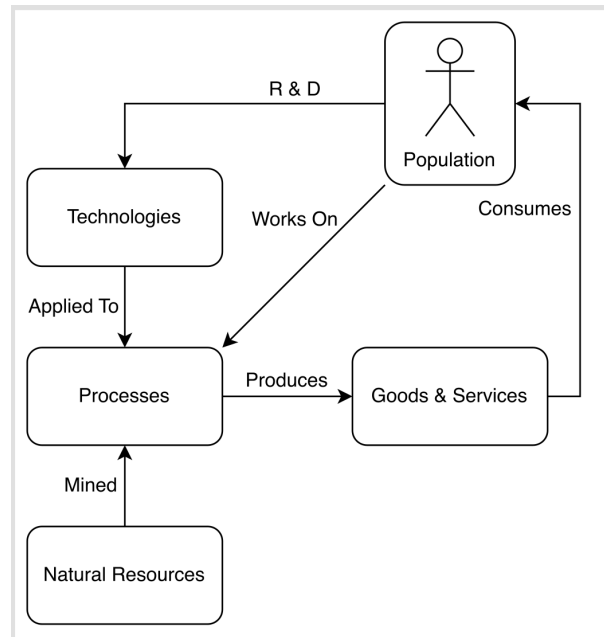 R & D
Population
Technologies
Works On
Consumes
Applied To
Processes
Produces
Goods & Services
Mined
Natural Resources